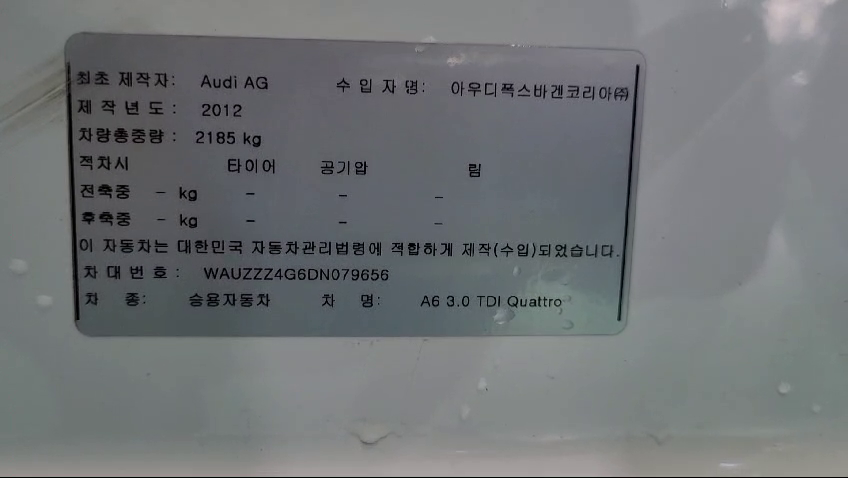 최초 제작자: Audi AG 수 입 자 명: 아우디폭스바겐코리아㈜
제 작 년 도 : 2012
차량총중량 : 2185 kg
적차시 타이어 공기압 림
전축중 - kg - - -
후축중 - kg - - -
이 자동차는 대한민국 자동차관리법령에 적합하게 제작(수입)되었습니다.
차 대 번 호 : WAUZZZ4G6DN079656
차 종: 승용자동차 차 명: A6 3.0 TDI Quattro